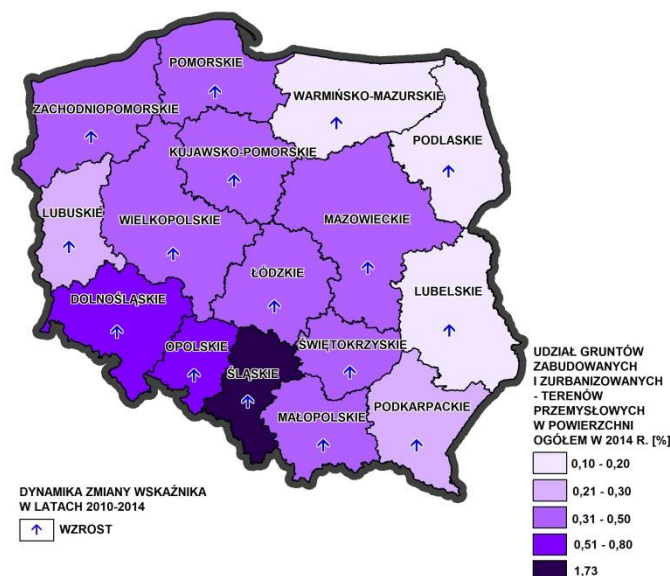 POMORSKIE
WARMIŃSKO-MAZURSKIE
ZACHODNIOPOMORSKIE
PODLASKIE
KUJAWSKO-POMORSKIE
LUBUSKIE
WIELKOPOLSKIE
MAZOWIECKIE
ŁÓDZKIE
LUBELSKIE
DOLNOŚLĄSKIE
OPOLSKIE
ŚWIĘTOKRZYSKIE
ŚLĄSKIE
MAŁOPOLSKIE
PODKARPACKIE
UDZIAŁ GRUNTÓW
ZABUDOWANYCH
I ZURBANIZOWANYCH
- TERENÓW
PRZEMYSŁOWYCH
W POWIERZCHNI
OGÓŁEM W 2014 R. [%]
0,10 - 0,20
0,21 - 0,30
0,31 - 0,50
0,51 - 0,80
1,73
DYNAMIKA ZMIANY WSKAŹNIKA
W LATACH 2010-2014
WZROST